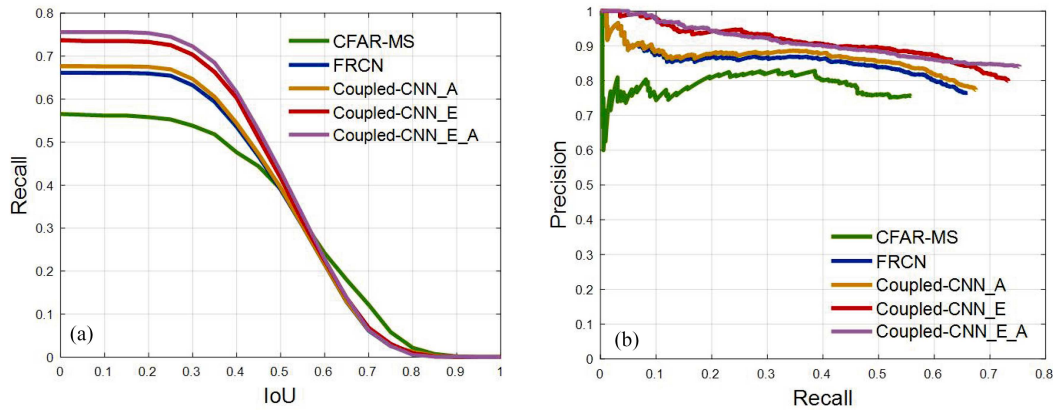 0.8
0.7
0.6
0.5
0.4
0.3
0.2
0.1
0
Recall
CFAR-MS
FRCN
Coupled-CNN_A
Coupled-CNN_E
Coupled-CNN_E_A
(a)
0 0.1 0.2 0.3 0.4 0.5 0.6 0.7 0.8 0.9 1
IoU
1
0.9
0.8
0.7
0.6
0.5
0.4
0.3
0.2
0.1
0
Precision
CFAR-MS
FRCN
Coupled-CNN_A
Coupled-CNN_E
Coupled-CNN_E_A
(b)
0 0.1 0.2 0.3 0.4 0.5 0.6 0.7 0.8
Recall